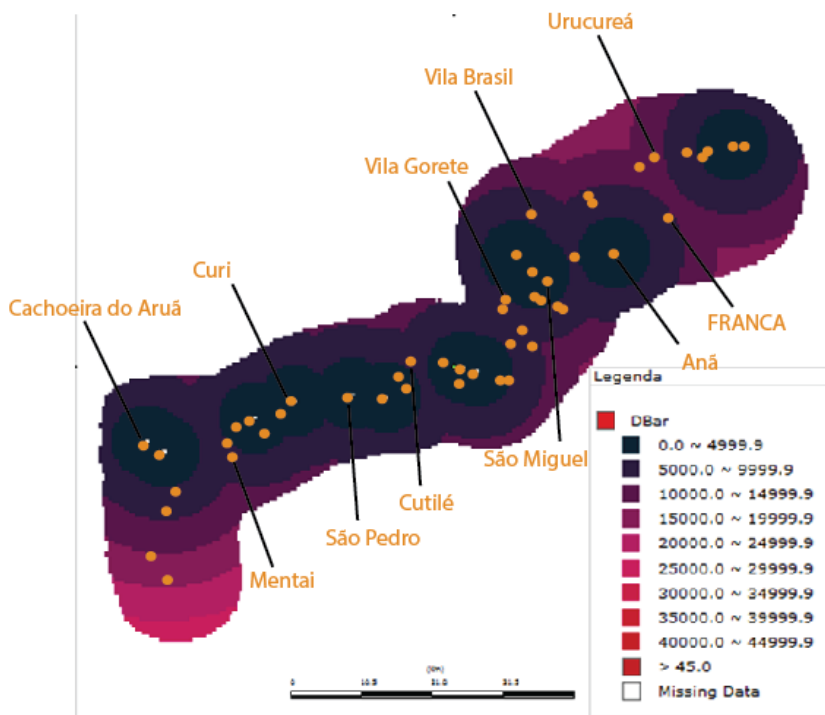 Urucureá
Vila Brasil
Vila Gorete
Curi
Cachoeira do Aruá
FRANCA
Anã
São Miguel
Cutilé
São Pedro
Mentai
Legenda
DBar
0.0 ~ 4999.9
5000.0 ~ 9999.9
10000.0 ~ 14999.9
15000.0 ~ 19999.9
20000.0 ~ 24999.9
25000.0 ~ 29999.9
30000.0 ~ 34999.9
35000.0 ~ 39999.9
40000.0 ~ 44999.9
> 45.0
Missing Data
0